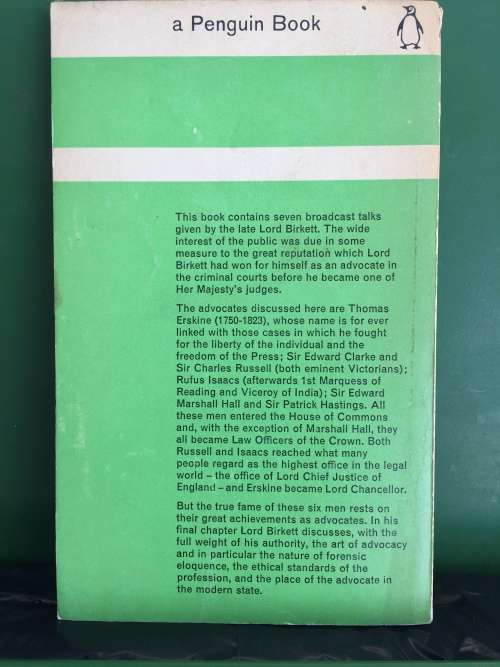 a Penguin Book
This book contains seven broadcast talks
given by the late Lord Birkett. The wide
interest of the public was due in some
measure to the great reputation which Lord
Birkett had won for himself as an advocate in
the criminal courts before he became one of
Her Majesty's judges.
The advocates discussed here are Thomas
Erskine (1750-1823), whose name is for ever
linked with those cases in which he fought
for the liberty of the individual and the
freedom of the Press; Sir Edward Clarke and
Sir Charles Russell (both eminent Victorians);
Rufus Isaacs (afterwards 1st Marquess of
Reading and Viceroy of India); Sir Edward
Marshall Hall and Sir Patrick Hastings. All
these men entered the House of Commons
and, with the exception of Marshall Hall, they
all became Law Officers of the Crown. Both
Russell and Isaacs reached what many
people regard as the highest office in the legal
world – the office of Lord Chief Justice of
England – and Erskine became Lord Chancellor.
But the true fame of these six men rests on
their great achievements as advocates. In his
final chapter Lord Birkett discusses, with the
full weight of his authority, the art of advocacy
and in particular the nature of forensic
eloquence, the ethical standards of the
profession, and the place of the advocate in
the modern state.